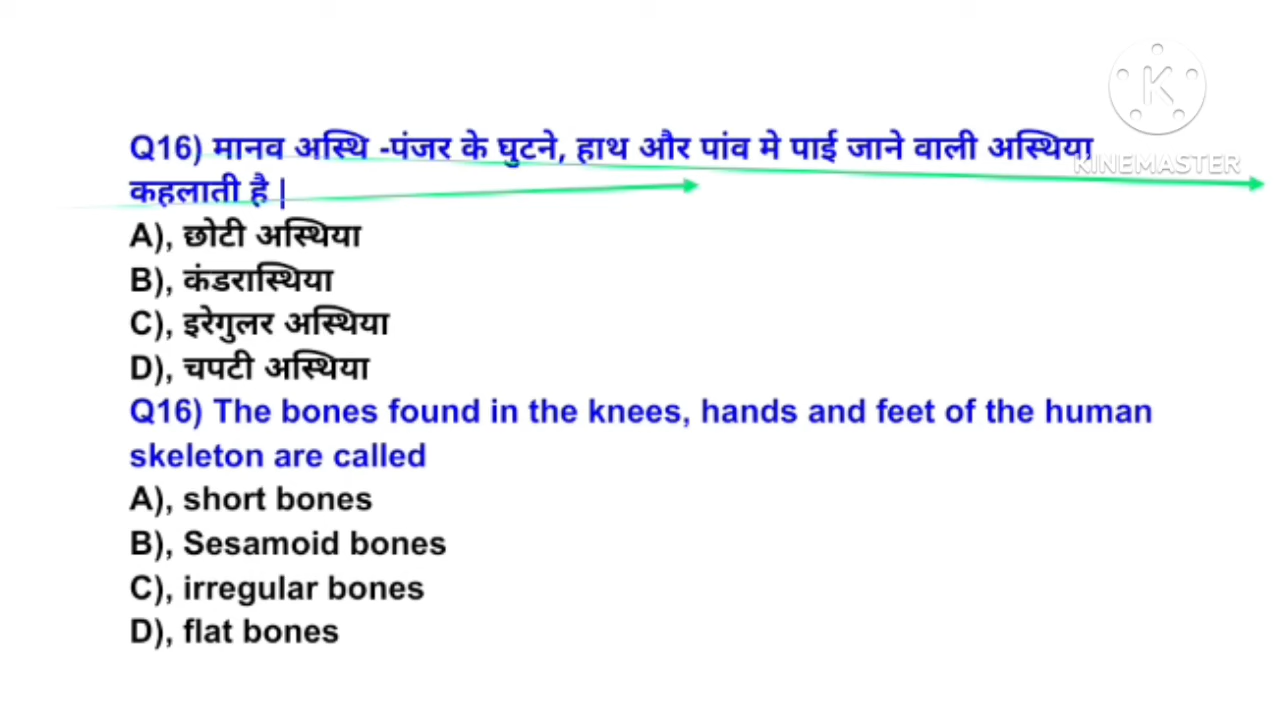 Q16) मानव अस्थि -पंजर के घुटने, हाथ और पांव मे पाई जाने वाली अस्थिया
KINEMASTER
कहलाती है |
A), छोटी अस्थिया
B), कंडरास्थिया
C), इरेगुलर अस्थिया
D), चपटी अस्थिया
Q16) The bones found in the knees, hands and feet of the human
skeleton are called
A), short bones
B), Sesamoid bones
C), irregular bones
D), flat bones